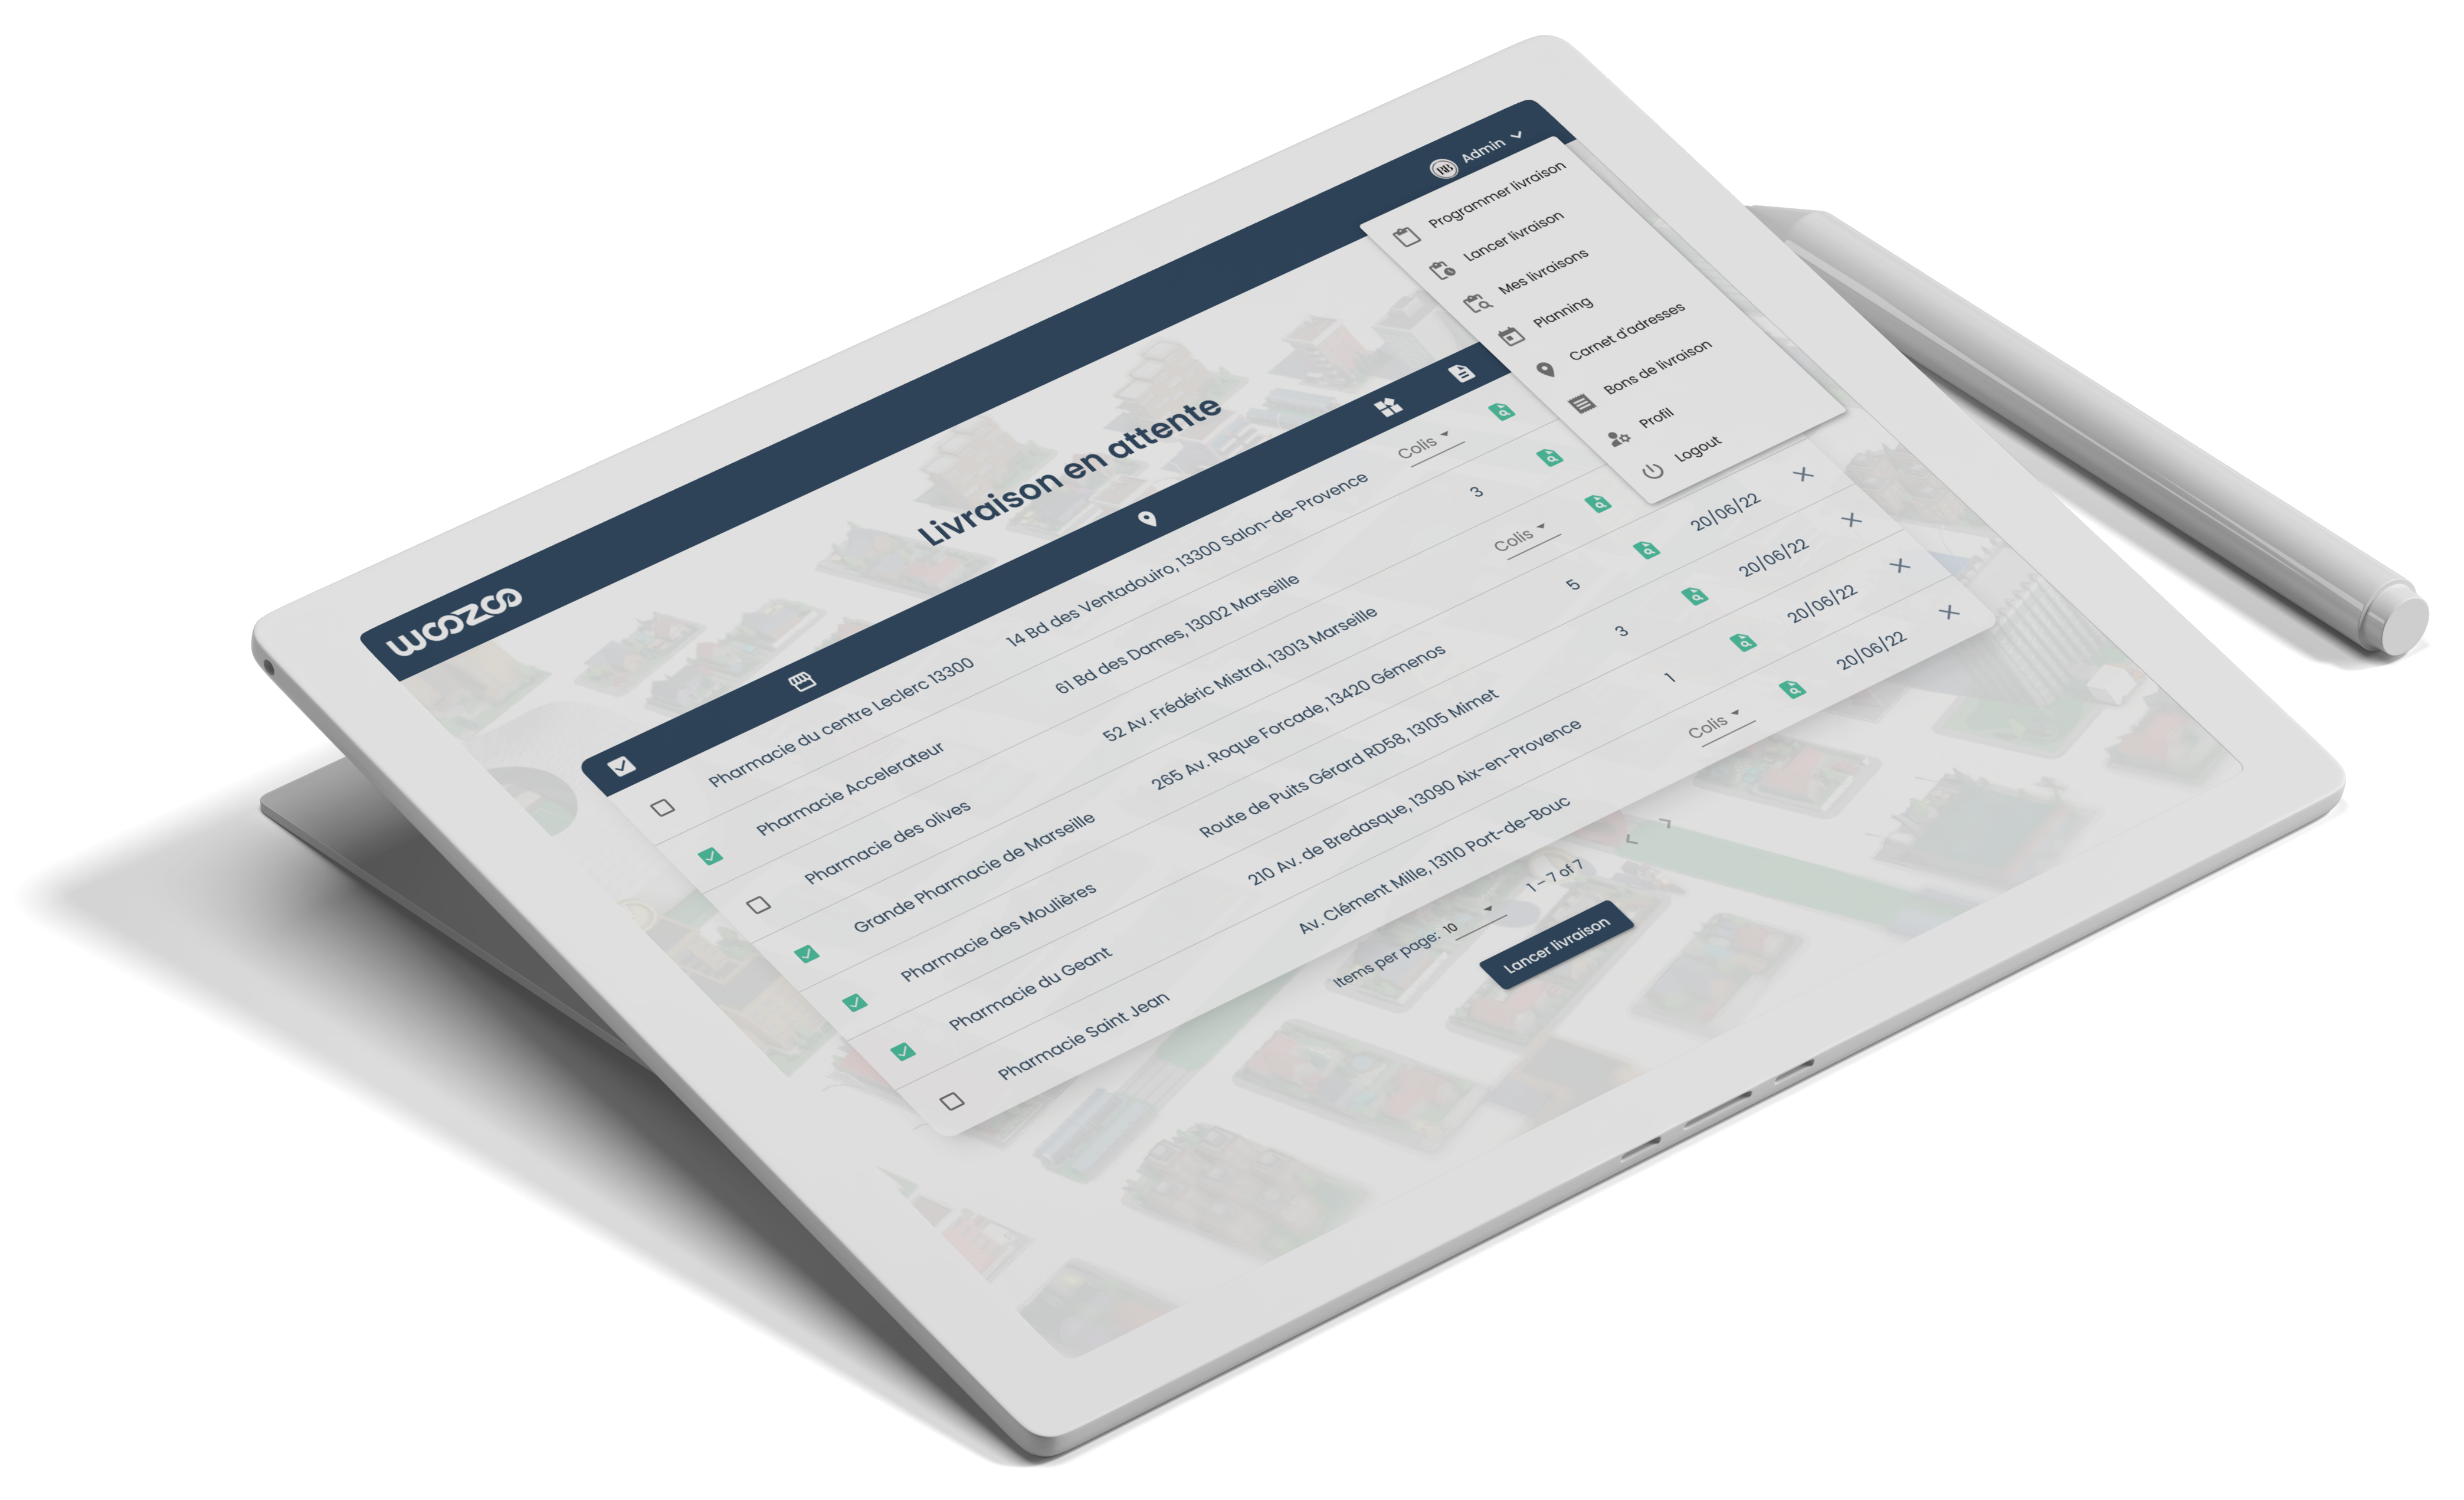 woozoo
Admin
Programmer livraison
Lancer livraison
Mes livraisons
Planning
Carnet d'adresses
Bons de livraison
Profil
Logout
Livraison en attente
Pharmacie du centre Leclerc 13300 14 Bd des Ventadouiro, 13300 Salon-de-Provence Colis
Pharmacie Accelerateur 61 Bd des Dames, 13002 Marseille 3
Pharmacie des olives 52 Av. Frédéric Mistral, 13013 Marseille Colis
Grande Pharmacie de Marseille 265 Av. Roque Forcade, 13420 Gémenos 5 20/06/22
Pharmacie des Moulières Route de Puits Gérard RD58, 13105 Mimet 3 20/06/22
Pharmacie du Geant 210 Av. de Bredasque, 13090 Aix-en-Provence 1 20/06/22
Pharmacie Saint Jean Av. Clément Mille, 13110 Port-de-Bouc Colis 20/06/22
Items per page: 10 1 – 7 of 7
Lancer livraison